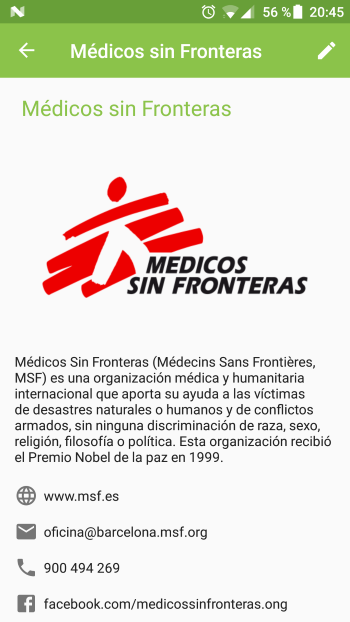 56 % 20:45
Médicos sin Fronteras
Médicos sin Fronteras
MEDICOS
SIN FRONTERAS
Médicos Sin Fronteras (Médecins Sans Frontières,
MSF) es una organización médica y humanitaria
internacional que aporta su ayuda a las víctimas
de desastres naturales o humanos y de conflictos
armados, sin ninguna discriminación de raza, sexo,
religión, filosofía o política. Esta organización recibió
el Premio Nobel de la paz en 1999.
www.msf.es
oficina@barcelona.msf.org
900 494 269
facebook.com/medicossinfronteras.ong